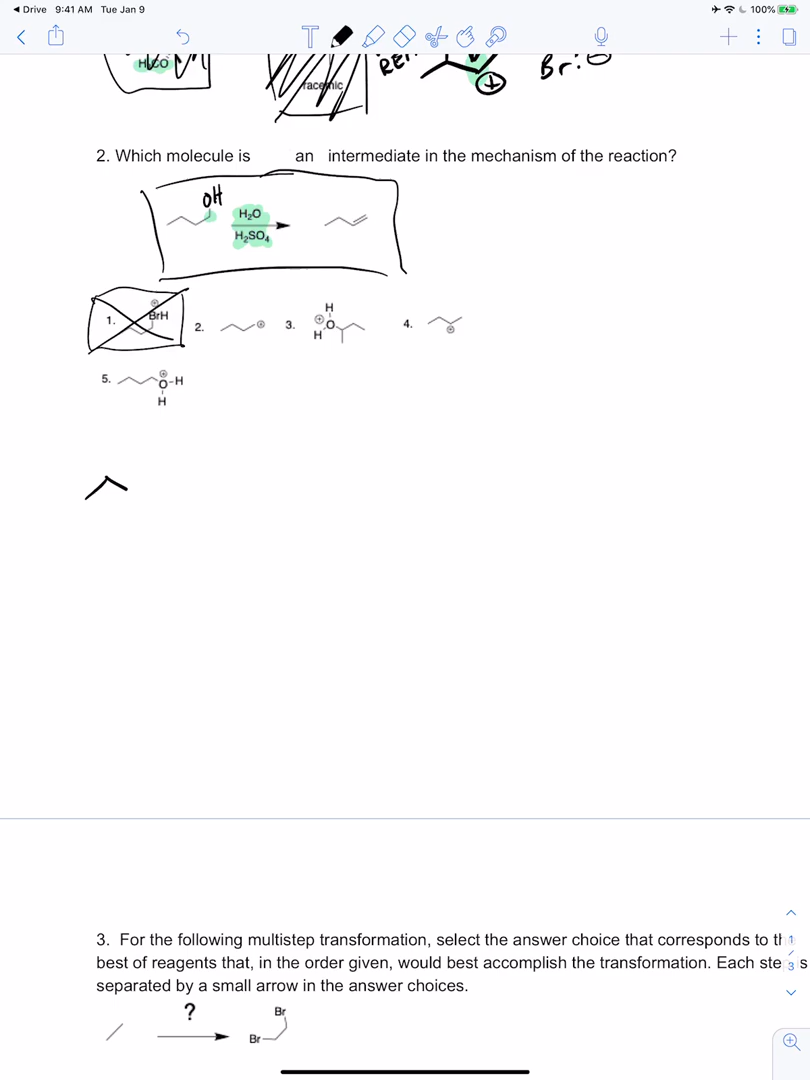 Drive 9:41 AM Tue Jan 9 100%
T
H₃CO
racemic
Br:⊖
2. Which molecule is an intermediate in the mechanism of the reaction?
OH
H₂O
H₂SO₄
1. ⊕ BrH 2. ⊕ 3. H ⊕ O H 4. ⊕
5. ⊕ O-H
H
3. For the following multistep transformation, select the answer choice that corresponds to th
best of reagents that, in the order given, would best accomplish the transformation. Each ste s
separated by a small arrow in the answer choices.
1/3
? Br
Br